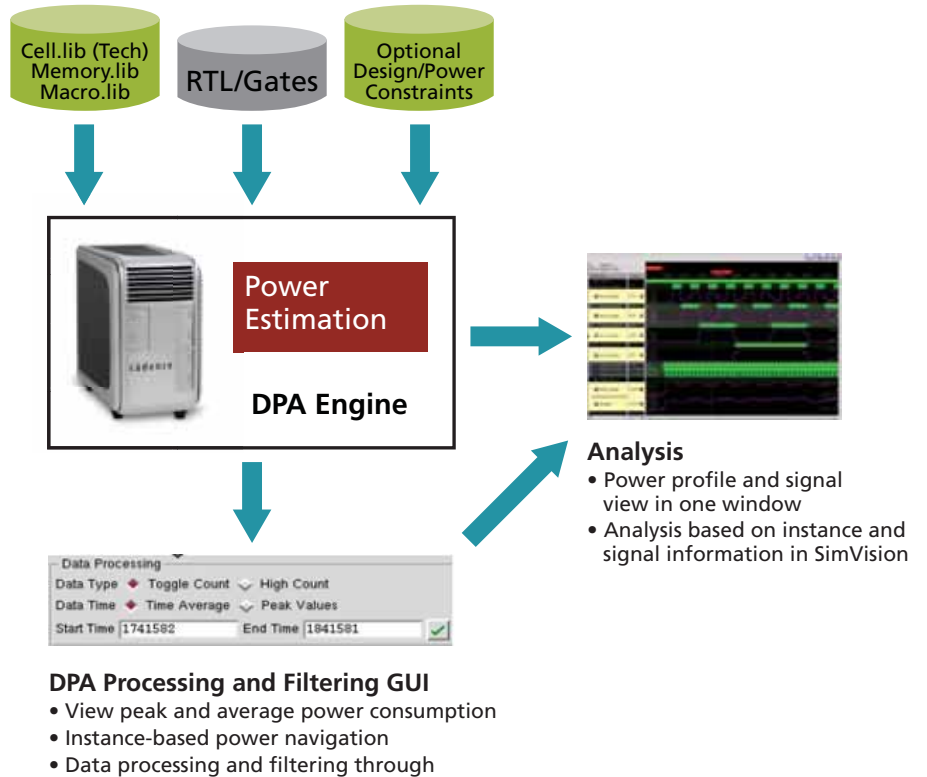 Cell.lib (Tech)
Memory.lib
Macro.lib
RTL/Gates
Optional
Design/Power
Constraints
Power
Estimation
cadence
DPA Engine
Analysis
• Power profile and signal
view in one window
• Analysis based on instance and
signal information in SimVision
Data Processing
Data Type Toggle Count High Count
Data Time Time Average Peak Values
Start Time 1741582 End Time 1841581
DPA Processing and Filtering GUI
• View peak and average power consumption
• Instance-based power navigation
• Data processing and filtering through